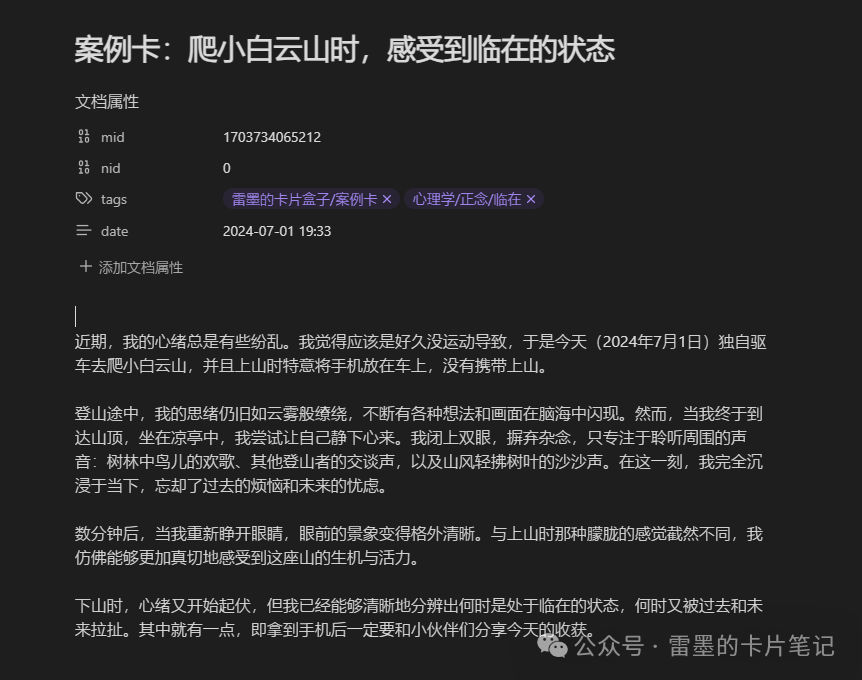 案例卡：爬小白云山时，感受到临在的状态
文档属性
mid 1703734065212
nid 0
tags 雷墨的卡片盒子/案例卡 × 心理学/正念/临在 ×
date 2024-07-01 19:33
+ 添加文档属性
近期，我的心绪总是有些纷乱。我觉得应该是好久没运动导致，于是今天（2024年7月1日）独自驱
车去爬小白云山，并且上山时特意将手机放在车上，没有携带上山。
登山途中，我的思绪仍旧如云雾般缭绕，不断有各种想法和画面在脑海中闪现。然而，当我终于到
达山顶，坐在凉亭中，我尝试让自己静下心来。我闭上双眼，摒弃杂念，只专注于聆听周围的声
音：树林中鸟儿的欢歌、其他登山者的交谈声，以及山风轻拂树叶的沙沙声。在这一刻，我完全沉
浸于当下，忘却了过去的烦恼和未来的忧虑。
数分钟后，当我重新睁开眼睛，眼前的景象变得格外清晰。与上山时那种朦胧的感觉截然不同，我
仿佛能够更加真切地感受到这座山的生机与活力。
下山时，心绪又开始起伏，但我已经能够清晰地分辨出何时是处于临在的状态，何时又被过去和未
来拉扯。其中就有一点，即拿到手机后一定要和小伙伴们分享今天的收获。
公众号 · 雷墨的卡片笔记